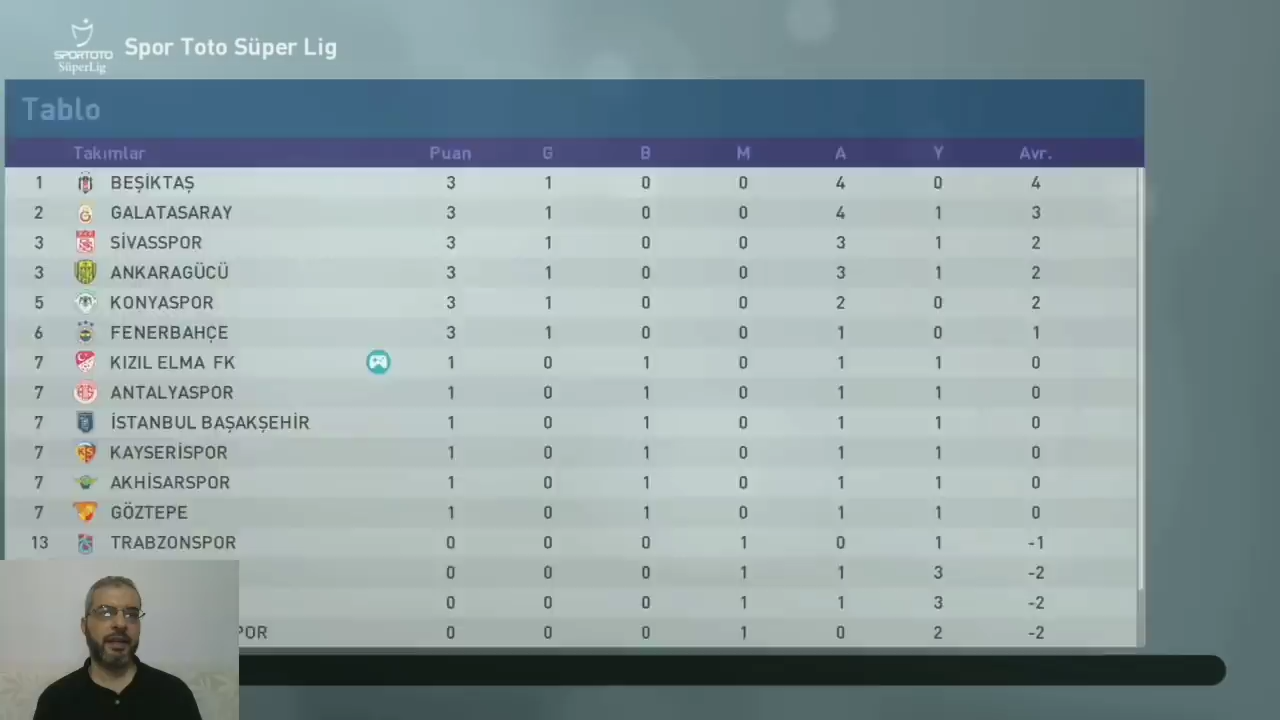 SPORTOTO
SüperLig
Spor Toto Süper Lig
Tablo
Takımlar Puan G B M A Y Avr.
1 BEŞİKTAŞ 3 1 0 0 4 0 4
2 GALATASARAY 3 1 0 0 4 1 3
3 SİVASSPOR 3 1 0 0 3 1 2
3 ANKARAGÜCÜ 3 1 0 0 3 1 2
5 KONYASPOR 3 1 0 0 2 0 2
6 FENERBAHÇE 3 1 0 0 1 0 1
7 KIZIL ELMA FK 1 0 1 0 1 1 0
7 ANTALYASPOR 1 0 1 0 1 1 0
7 İSTANBUL BAŞAKŞEHİR 1 0 1 0 1 1 0
7 KAYSERİSPOR 1 0 1 0 1 1 0
7 AKHİSARSPOR 1 0 1 0 1 1 0
7 GÖZTEPE 1 0 1 0 1 1 0
13 TRABZONSPOR 0 0 0 1 0 1 -1
0 0 0 1 1 3 -2
0 0 0 1 1 3 -2
POR 0 0 0 1 0 2 -2